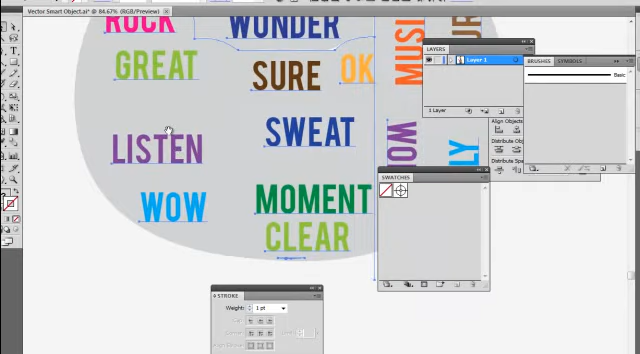 Vector Smart Object.ai* @ 84.67% (RGB/Preview)
ROCK
WONDER
GREAT
SURE
OK
MUSI
LISTEN
SWEAT
WOW
LY
WOW
MOMENT
CLEAR
LAYERS
Layer 1
1 Layer
BRUSHES
SYMBOLS
Basic
Align Objects
Distribute Obj
Distribute Spa
SWATCHES
STROKE
Weight:
1 pt